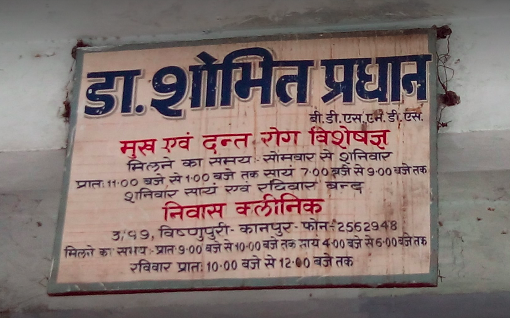 डा. शोभित प्रधान
बी.डी.एस.एम.डी.एस.
मुख एवं दन्त रोग विशेषज्ञ
मिलने का समय:- सोमवार से शनिवार
प्रातः 11.00 बजे से 1.00 बजे तक सायं 7.00 बजे से 9.00 बजे तक
शनिवार सायं एवं रविवार बन्द
निवास क्लीनिक
3/99, विष्णुपुरी- कानपुर- फोन-2562948
मिलने का समय:- प्रातः 9.00 बजे से 10.00 बजे तक सायं 4.00 बजे से 6.00 बजे तक
रविवार प्रातः 10.00 बजे से 12.00 बजे तक